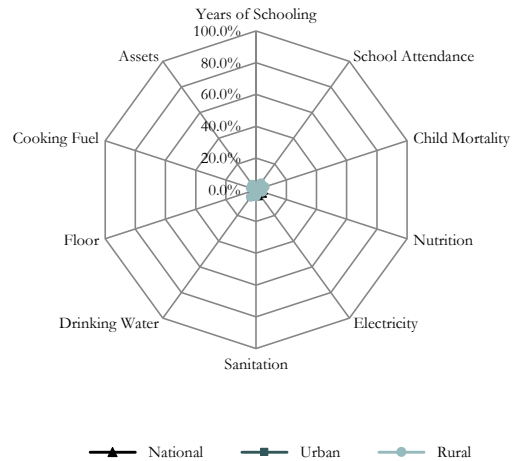 Years of Schooling
100.0%
Assets
School Attendance
80.0%
60.0%
Cooking Fuel
Child Mortality
40.0%
20.0%
0.0%
Floor
Nutrition
Drinking Water
Electricity
Sanitation
National Urban Rural